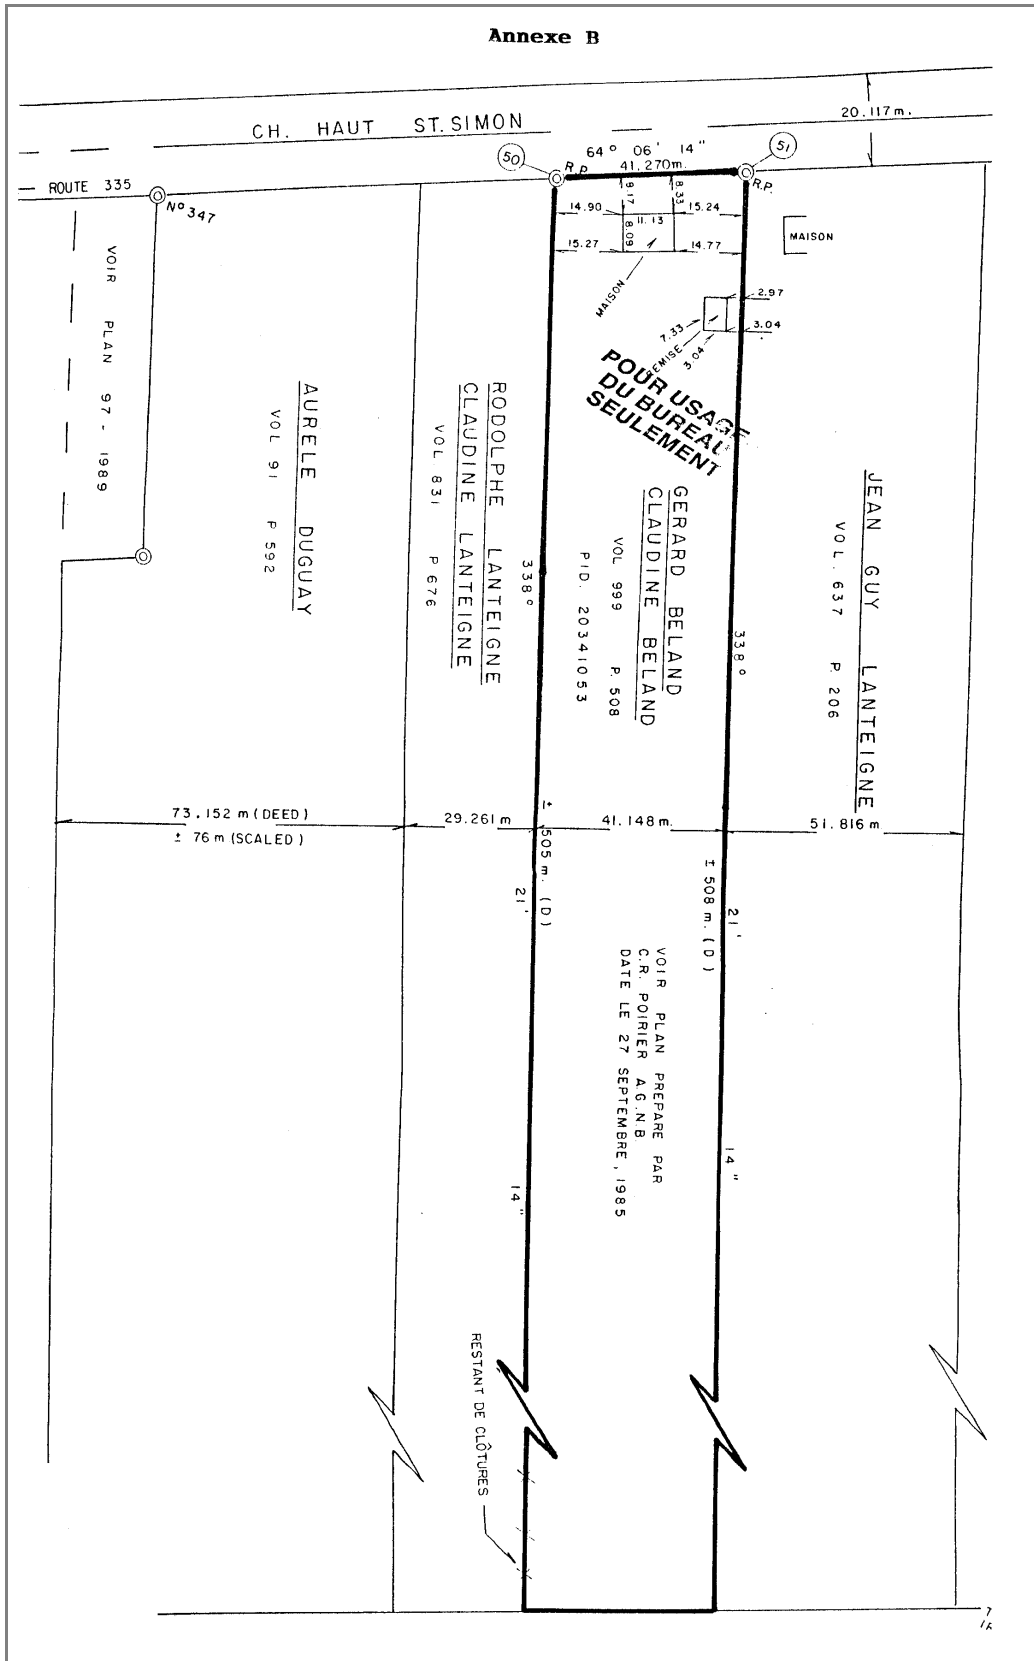 Annexe B
20.117 m.
CH. HAUT ST. SIMON
64° 06' 14"
50
51
41.270m.
R.P.
R.P.
ROUTE 335
Nº 347
8.17
8.33
14.90
15.24
11.13
8.09
15.27
14.77
MAISON
MAISON
2.97
7.33
3.04
REMISE
3.04
POUR USAGE
DU BUREAU
SEULEMENT
VOIR PLAN 97 - 1989
AURELE DUGUAY
VOL 91 P 592
RODOLPHE LANTEIGNE
CLAUDINE LANTEIGNE
VOL. 831 P 676
338° 21' 14"
± 505 m. (D)
GERARD BELAND
CLAUDINE BELAND
VOL 999 P. 508
PID. 20341053
338° 21' 14"
± 508 m. (D)
JEAN GUY LANTEIGNE
VOL. 637 P. 206
73.152 m (DEED)
± 76 m (SCALED)
29.261 m
41.148 m.
51.816 m
VOIR PLAN PREPARE PAR
C.R. POIRIER A.G.N.B.
DATE LE 27 SEPTEMBRE, 1985
RESTANT DE CLÔTURES